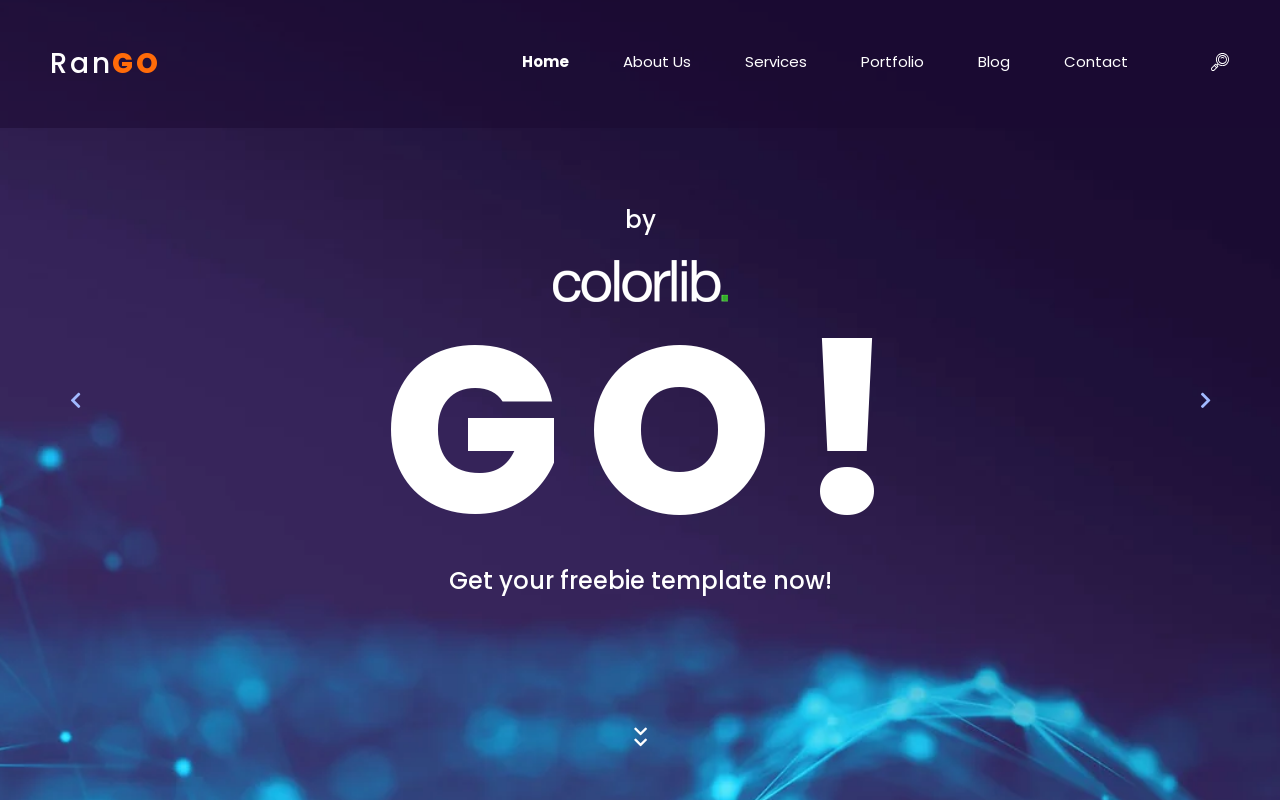 RanGO
Home About Us Services Portfolio Blog Contact
by
colorlib.
GO!
Get your freebie template now!